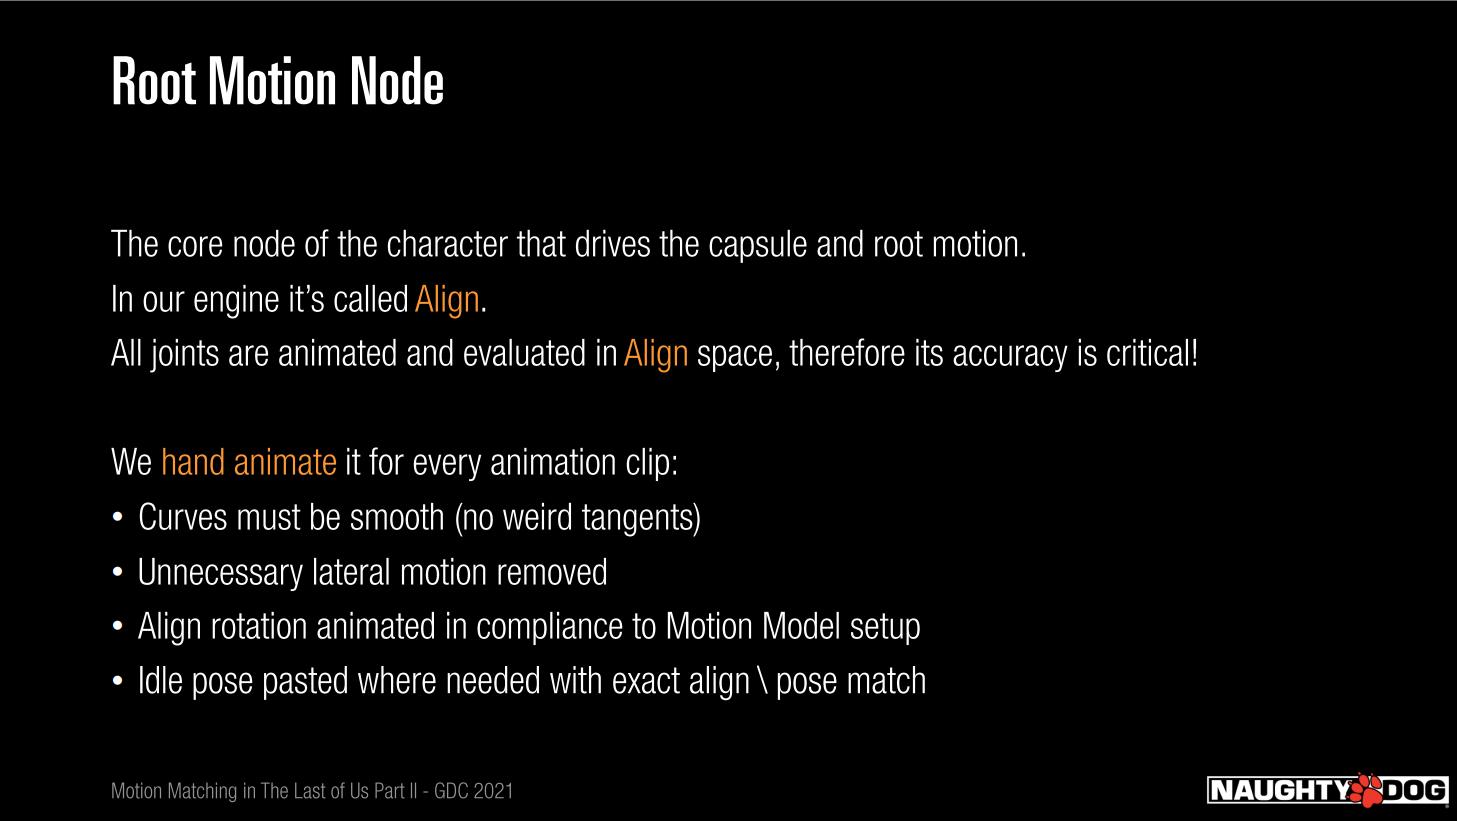 Root Motion Node
The core node of the character that drives the capsule and root motion.
In our engine it’s called Align.
All joints are animated and evaluated in Align space, therefore its accuracy is critical!
We hand animate it for every animation clip:
• Curves must be smooth (no weird tangents)
• Unnecessary lateral motion removed
• Align rotation animated in compliance to Motion Model setup
• Idle pose pasted where needed with exact align \ pose match
Motion Matching in The Last of Us Part II - GDC 2021
NAUGHTY DOG